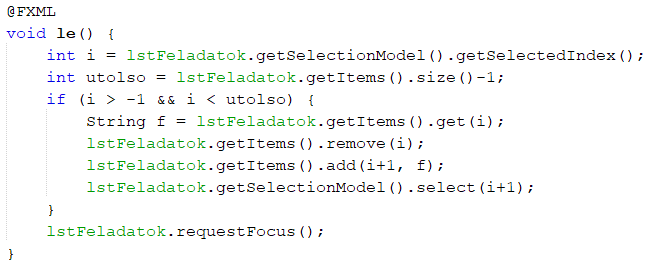 @FXML
void le() {
    int i = lstFeladatok.getSelectionModel().getSelectedIndex();
    int utolso = lstFeladatok.getItems().size()-1;
    if (i > -1 && i < utolso) {
        String f = lstFeladatok.getItems().get(i);
        lstFeladatok.getItems().remove(i);
        lstFeladatok.getItems().add(i+1, f);
        lstFeladatok.getSelectionModel().select(i+1);
    }
    lstFeladatok.requestFocus();
}